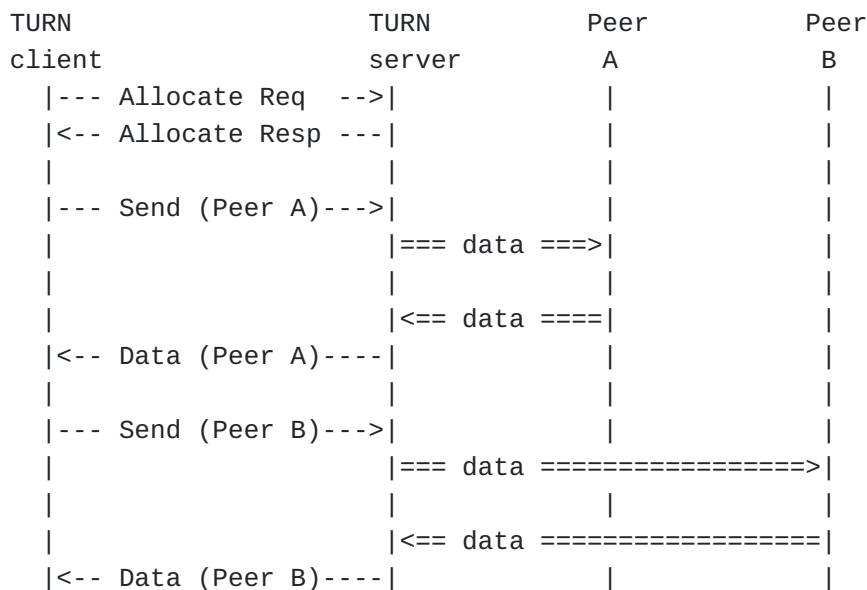 TURN                       TURN          Peer          Peer
client                     server         A             B
  |--- Allocate Req  -->|             |             |
  |<-- Allocate Resp ---|             |             |
  |                     |             |             |
  |--- Send (Peer A)--->|             |             |
  |                     |=== data ===>|             |
  |                     |             |             |
  |                     |<== data ====|             |
  |<-- Data (Peer A)----|             |             |
  |                     |             |             |
  |--- Send (Peer B)--->|             |             |
  |                     |=== data =================>|
  |                     |             |             |
  |                     |<== data ==================|
  |<-- Data (Peer B)----|             |             |